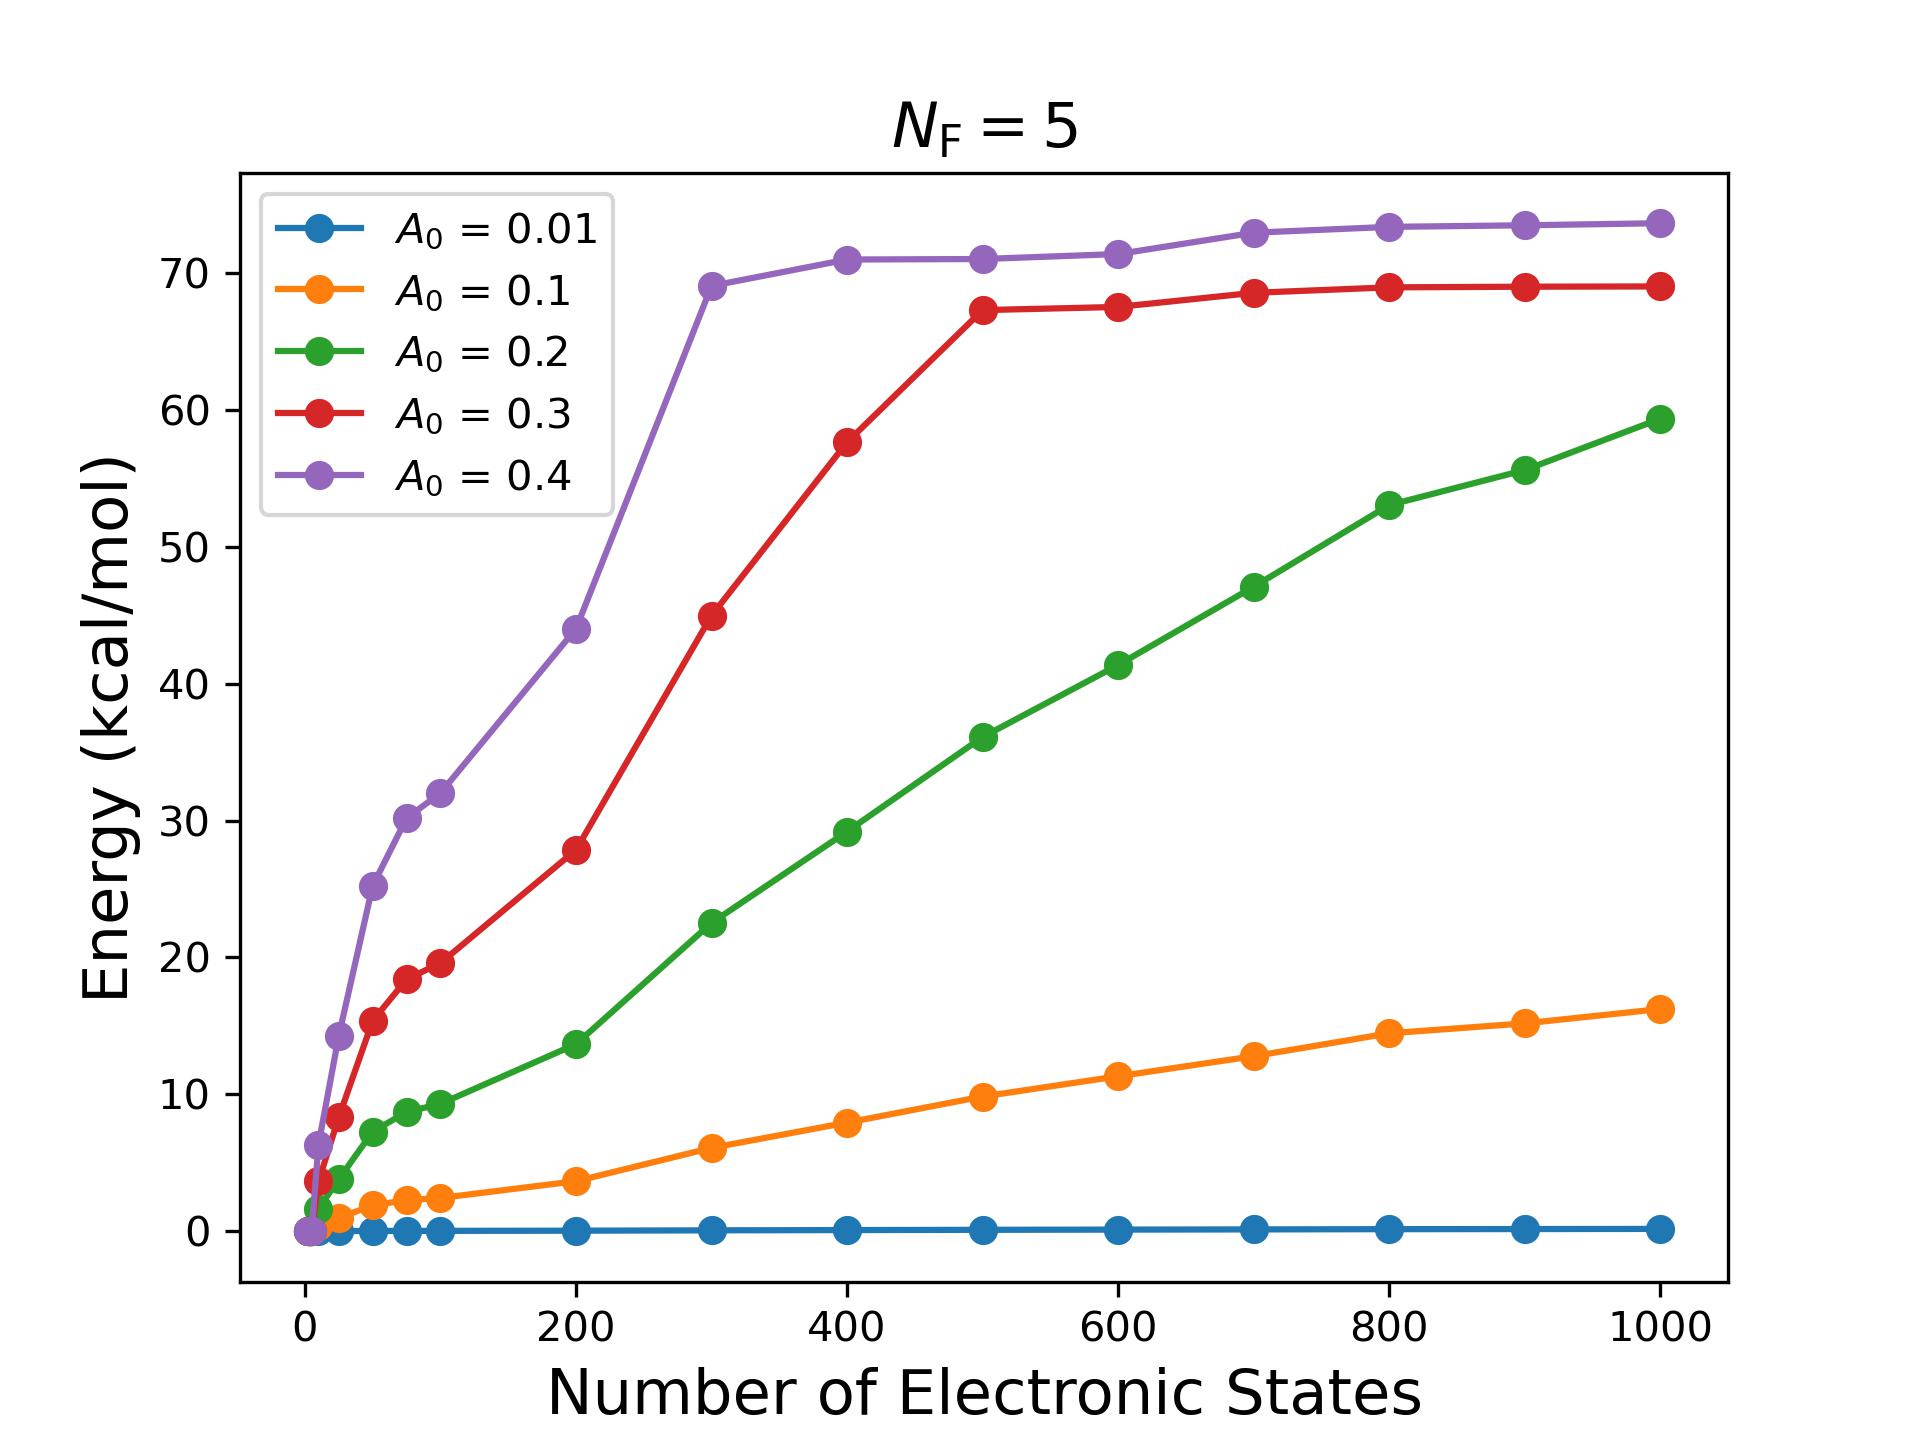 N_F = 5
A_0 = 0.01
A_0 = 0.1
A_0 = 0.2
A_0 = 0.3
A_0 = 0.4
Energy (kcal/mol)
70
60
50
40
30
20
10
0
0 200 400 600 800 1000
Number of Electronic States